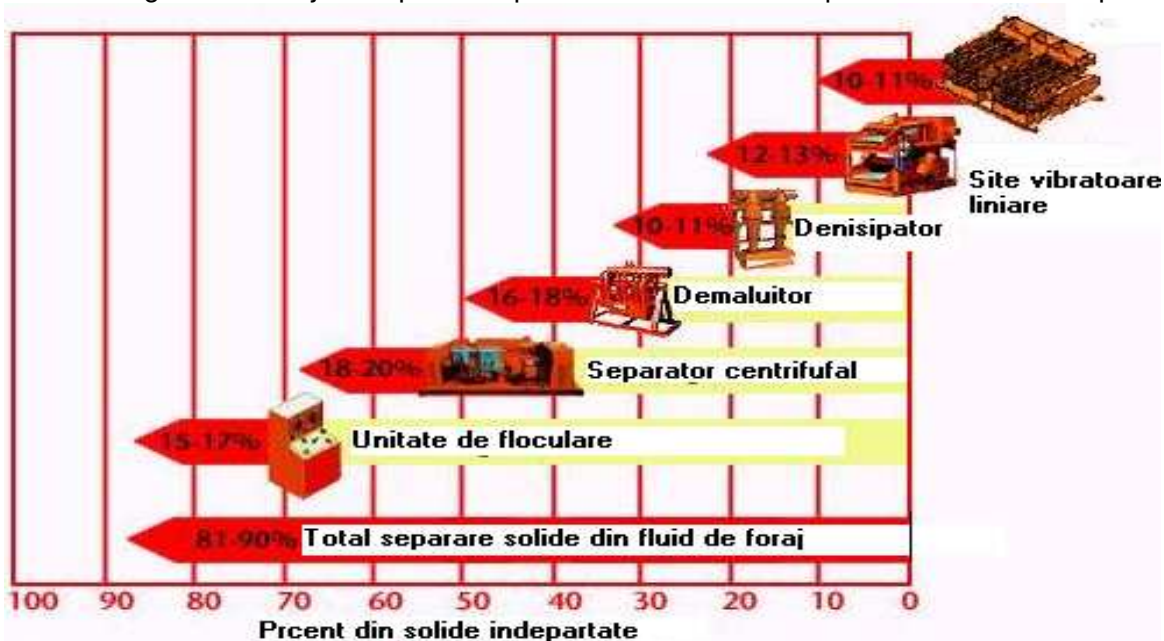 10-11%
12-13%
Site vibratoare
liniare
10-11%
Denisipator
16-18%
Demaluitor
18-20%
Separator centrifufal
15-17%
Unitate de floculare
81-90% Total separare solide din fluid de foraj
100 90 80 70 60 50 40 30 20 10 0
Prcent din solide indepartate